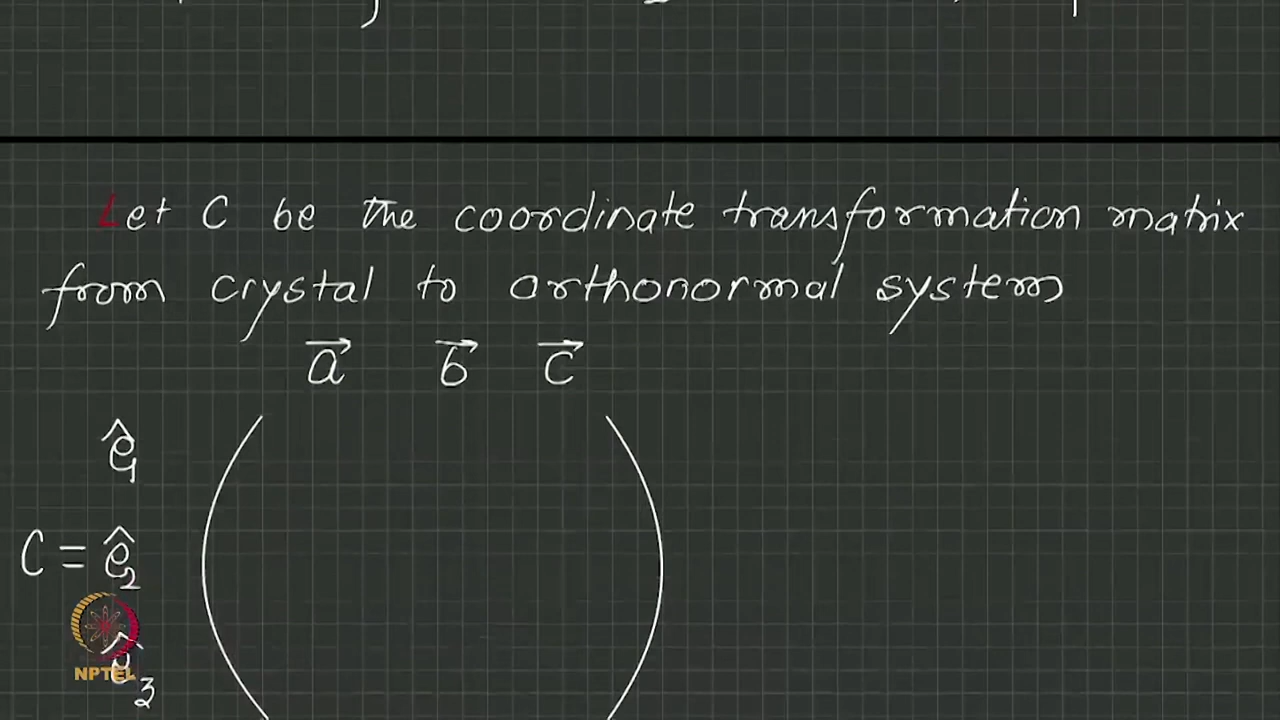 Let C be the coordinate transformation matrix
from crystal to orthonormal system
a⃗ b⃗ c⃗
ê₁
C = ê₂
ê₃
NPTEL